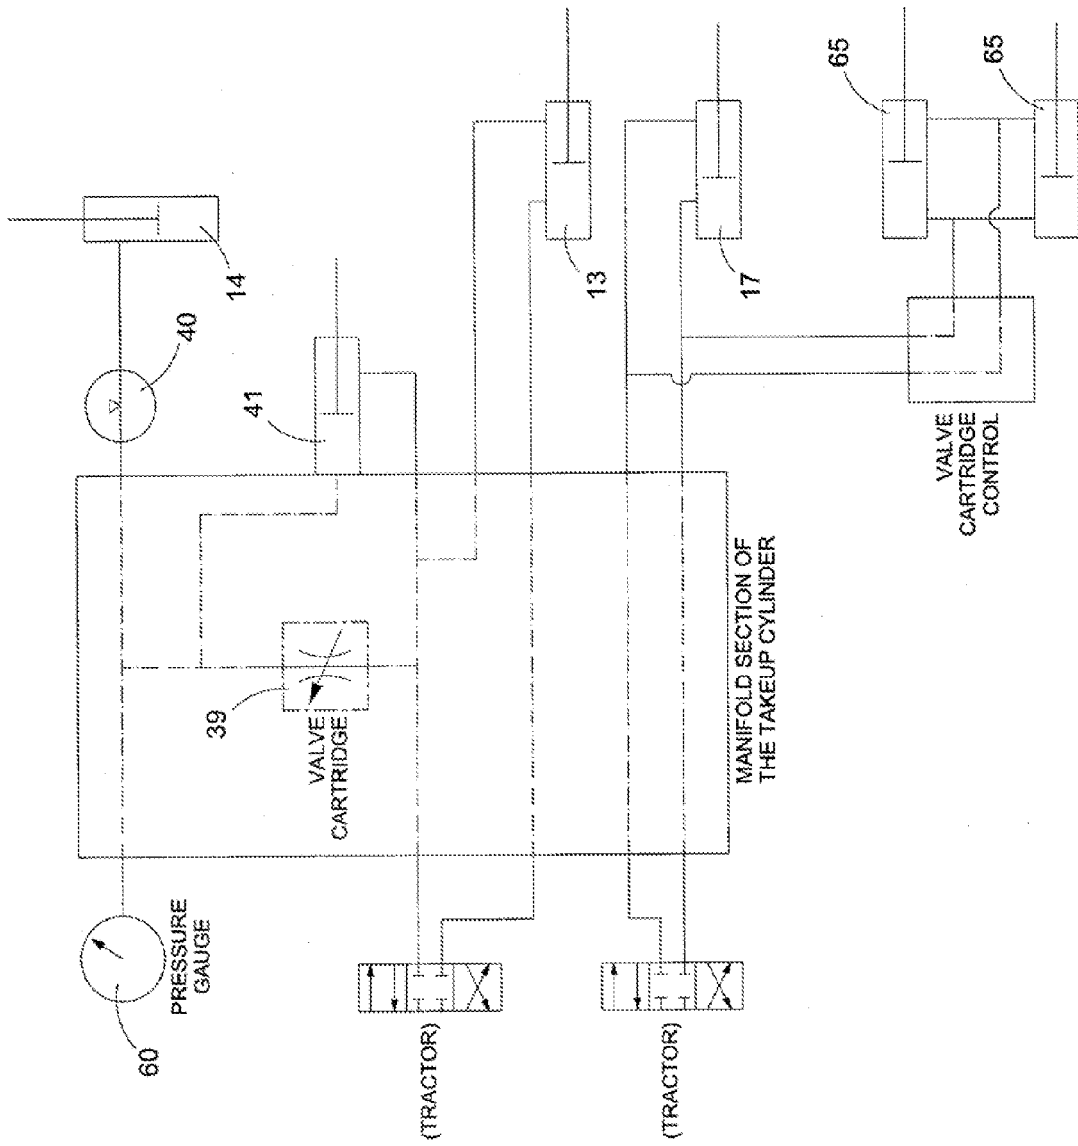 65
65
14
40
13
17
41
VALVE
CARTRIDGE
CONTROL
39
VALVE
CARTRIDGE
MANIFOLD SECTION OF
THE TAKEUP CYLINDER
PRESSURE
GAUGE
60
(TRACTOR)
(TRACTOR)